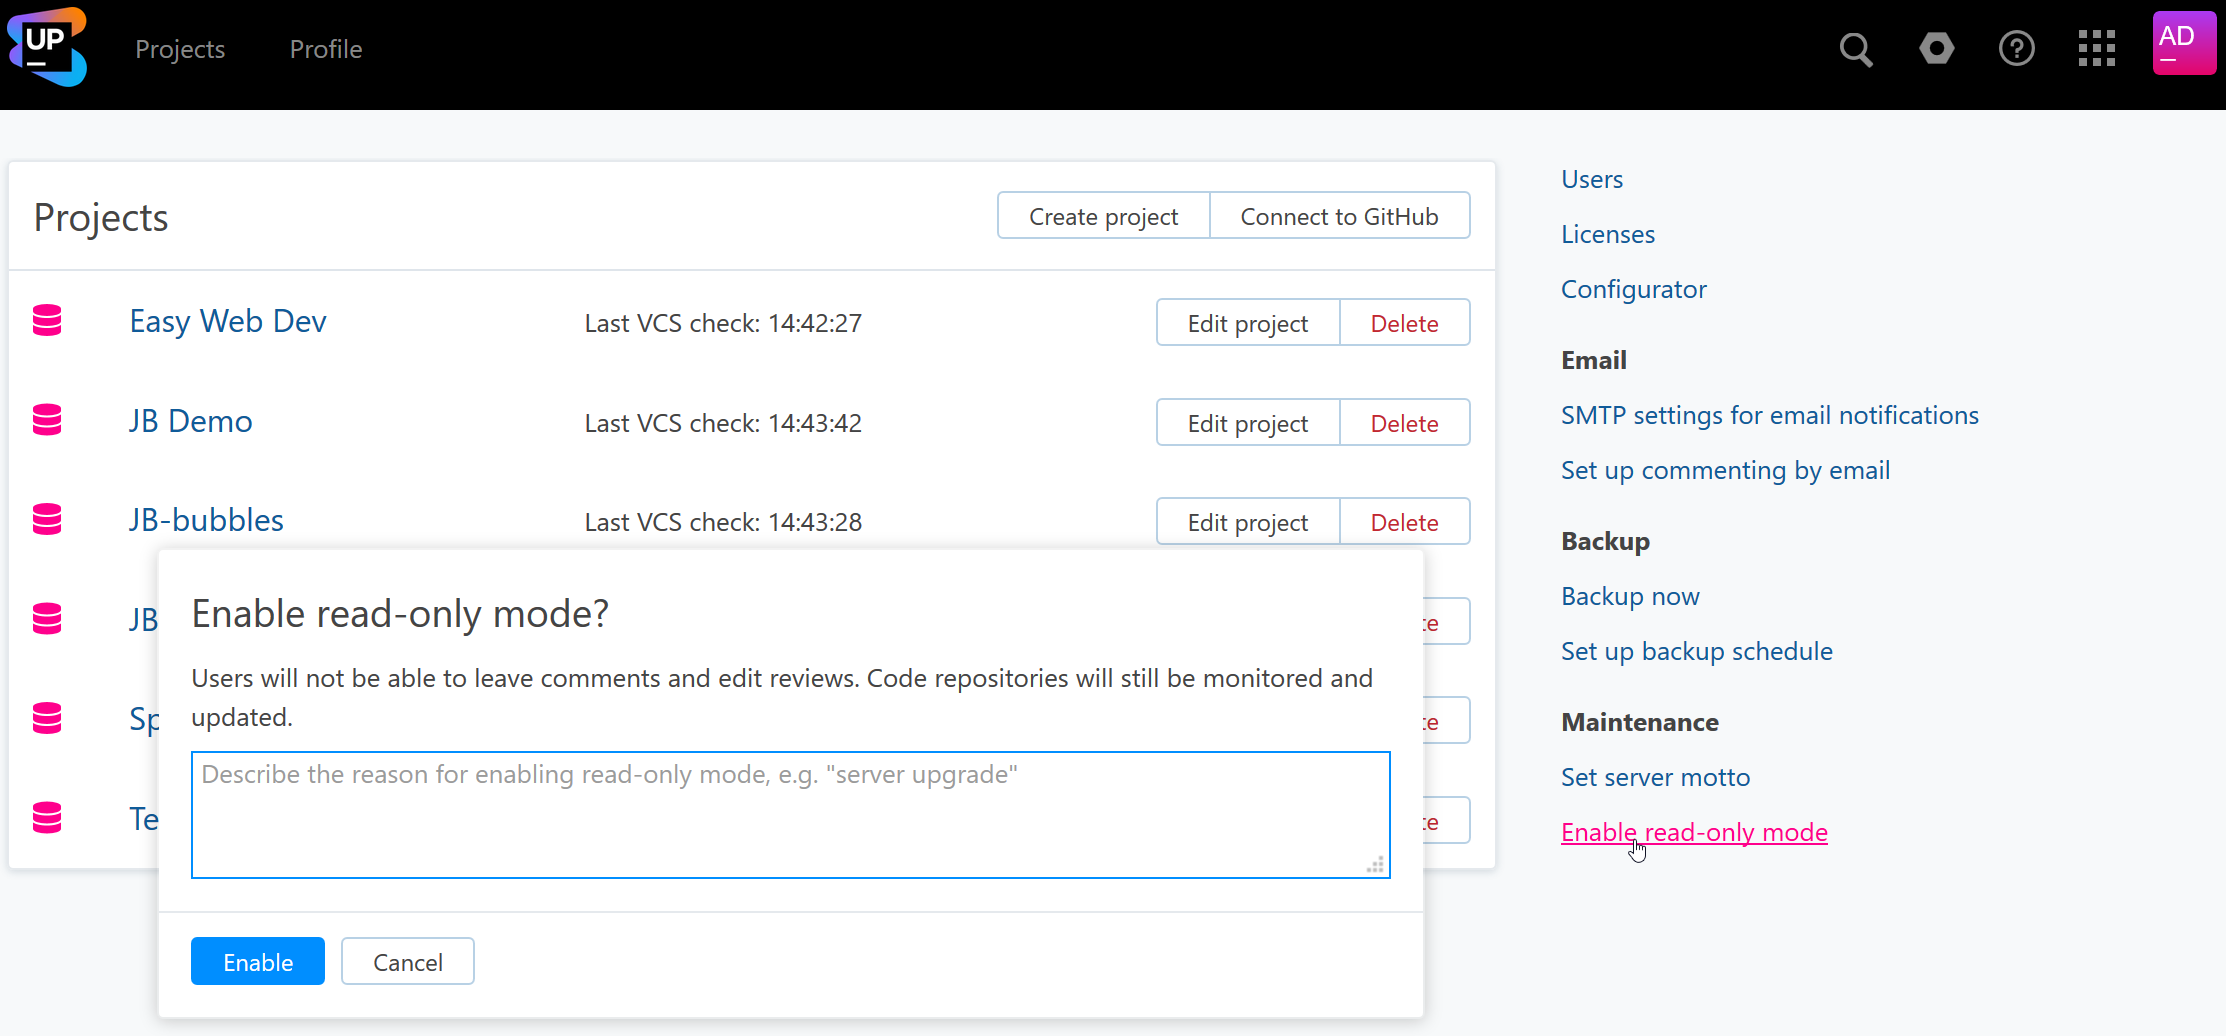 UP
Projects Profile
AD
Projects
Create project Connect to GitHub
Easy Web Dev Last VCS check: 14:42:27 Edit project Delete
JB Demo Last VCS check: 14:43:42 Edit project Delete
JB-bubbles Last VCS check: 14:43:28 Edit project Delete
JB
Sp
Te
te
te
te
Enable read-only mode?
Users will not be able to leave comments and edit reviews. Code repositories will still be monitored and
updated.
Describe the reason for enabling read-only mode, e.g. "server upgrade"
Enable Cancel
Users
Licenses
Configurator
Email
SMTP settings for email notifications
Set up commenting by email
Backup
Backup now
Set up backup schedule
Maintenance
Set server motto
Enable read-only mode